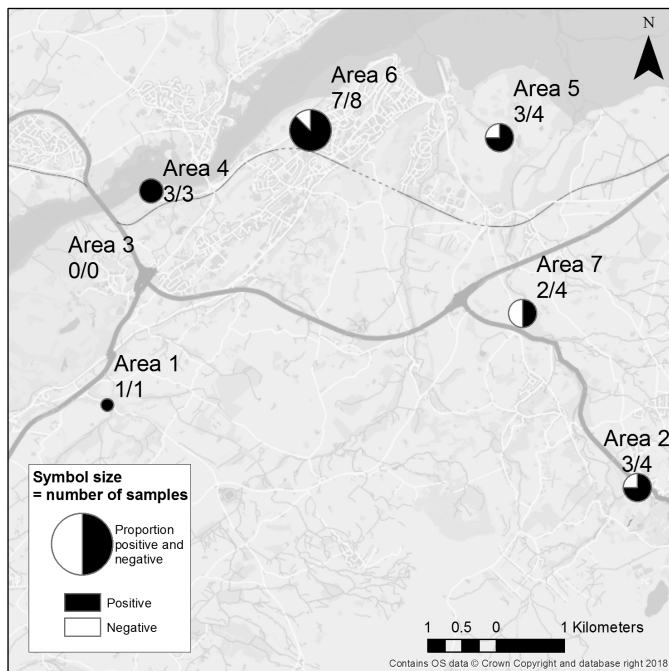 N
Area 6
7/8
Area 5
3/4
Area 4
3/3
Area 3
0/0
Area 7
2/4
Area 1
1/1
Area 2
3/4
Symbol size
= number of samples
Proportion
positive and
negative
Positive
Negative
1 0.5 0 1 Kilometers
Contains OS data © Crown Copyright and database right 2018